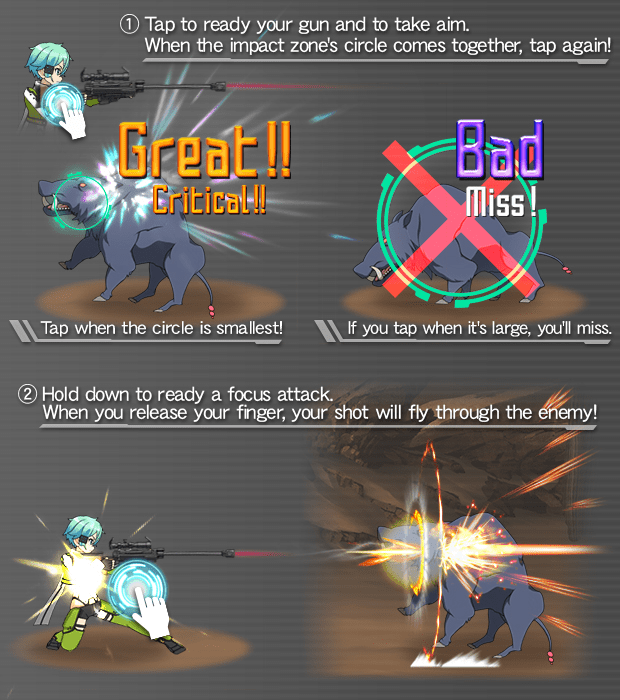 ① Tap to ready your gun and to take aim.
When the impact zone's circle comes together, tap again!
Great!!
Critical!!
Bad
Miss!
Tap when the circle is smallest!
If you tap when it's large, you'll miss.
② Hold down to ready a focus attack.
When you release your finger, your shot will fly through the enemy!